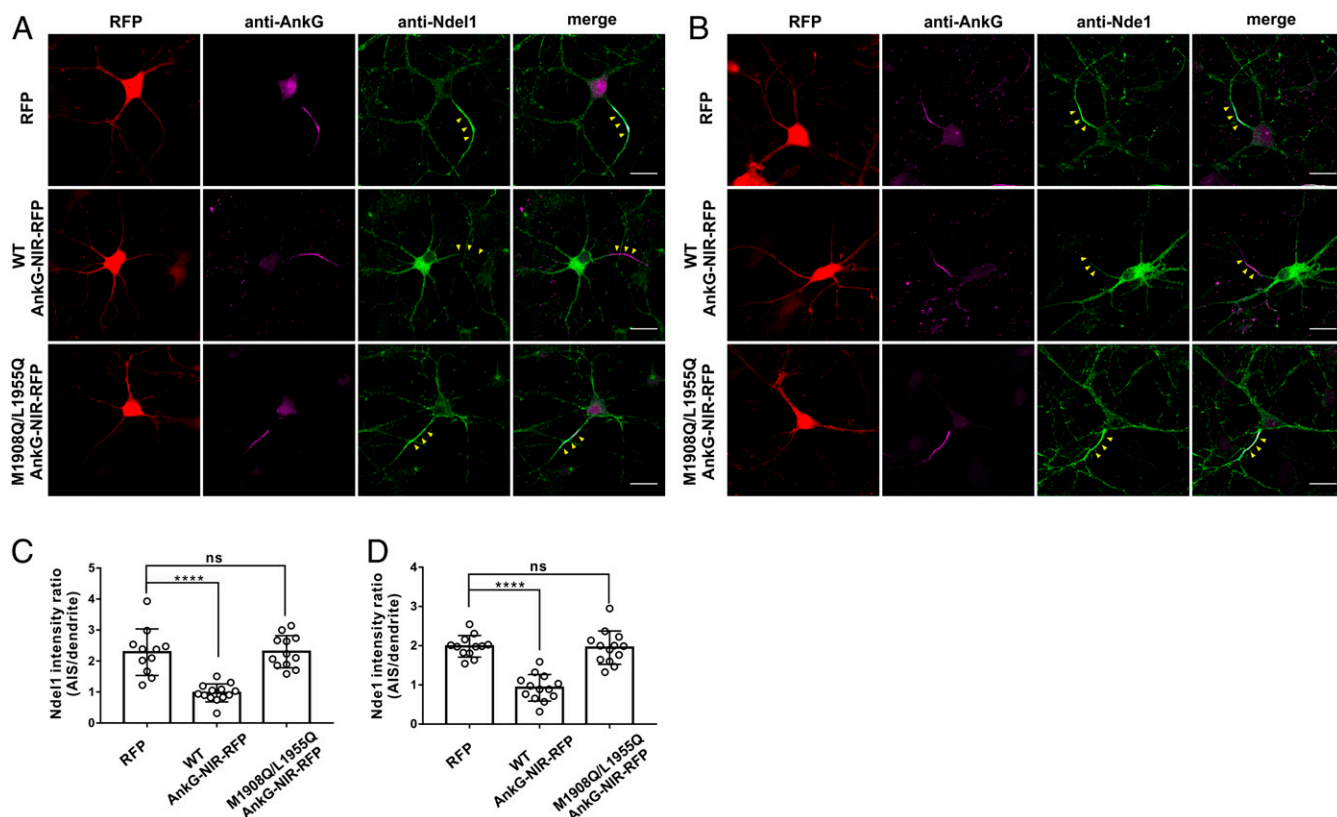 A
RFP
anti-AnkG
anti-Ndel1
merge
RFP
WT
AnkG-NIR-RFP
M1908Q/L1955Q
AnkG-NIR-RFP
B
RFP
anti-AnkG
anti-Nde1
merge
RFP
WT
AnkG-NIR-RFP
M1908Q/L1955Q
AnkG-NIR-RFP
C
Ndel1 intensity ratio
(AIS/dendrite)
5
4
3
2
1
0
ns
****
RFP
WT
AnkG-NIR-RFP
M1908Q/L1955Q
AnkG-NIR-RFP
D
Nde1 intensity ratio
(AIS/dendrite)
4
3
2
1
0
ns
****
RFP
WT
AnkG-NIR-RFP
M1908Q/L1955Q
AnkG-NIR-RFP